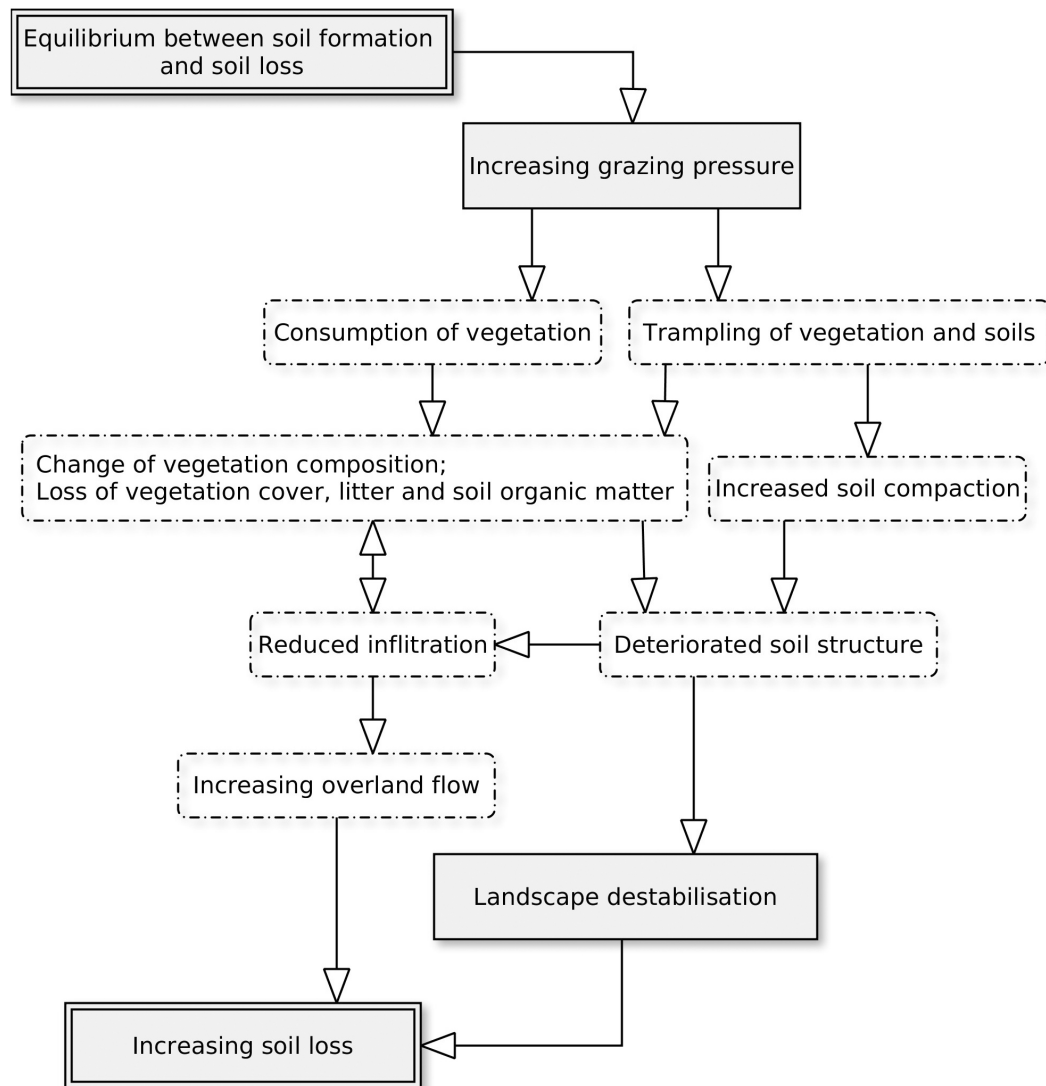 Equilibrium between soil formation
and soil loss
Increasing grazing pressure
Consumption of vegetation
Trampling of vegetation and soils
Change of vegetation composition;
Loss of vegetation cover, litter and soil organic matter
Increased soil compaction
Reduced inflitration
Deteriorated soil structure
Increasing overland flow
Landscape destabilisation
Increasing soil loss